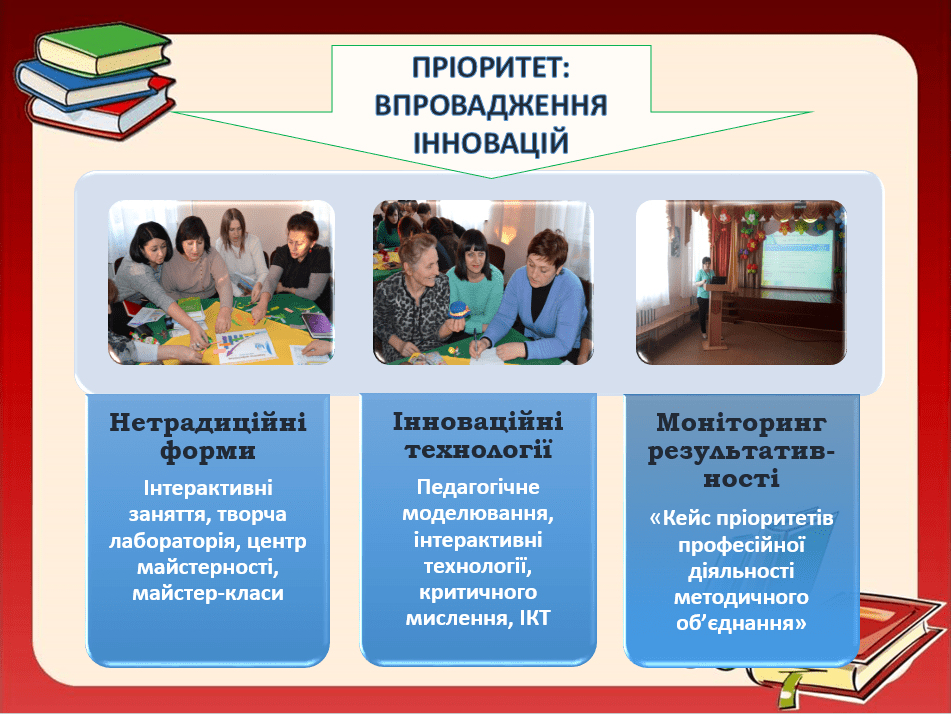 ПРІОРИТЕТ:
ВПРОВАДЖЕННЯ
ІННОВАЦІЙ
Нетрадиційні
форми
Інтерактивні
заняття, творча
лабораторія, центр
майстерності,
майстер-класи
Інноваційні
технології
Педагогічне
моделювання,
інтерактивні
технології,
критичного
мислення, ІКТ
Моніторинг
результатив-
ності
«Кейс пріоритетів
професійної
діяльності
методичного
об’єднання»